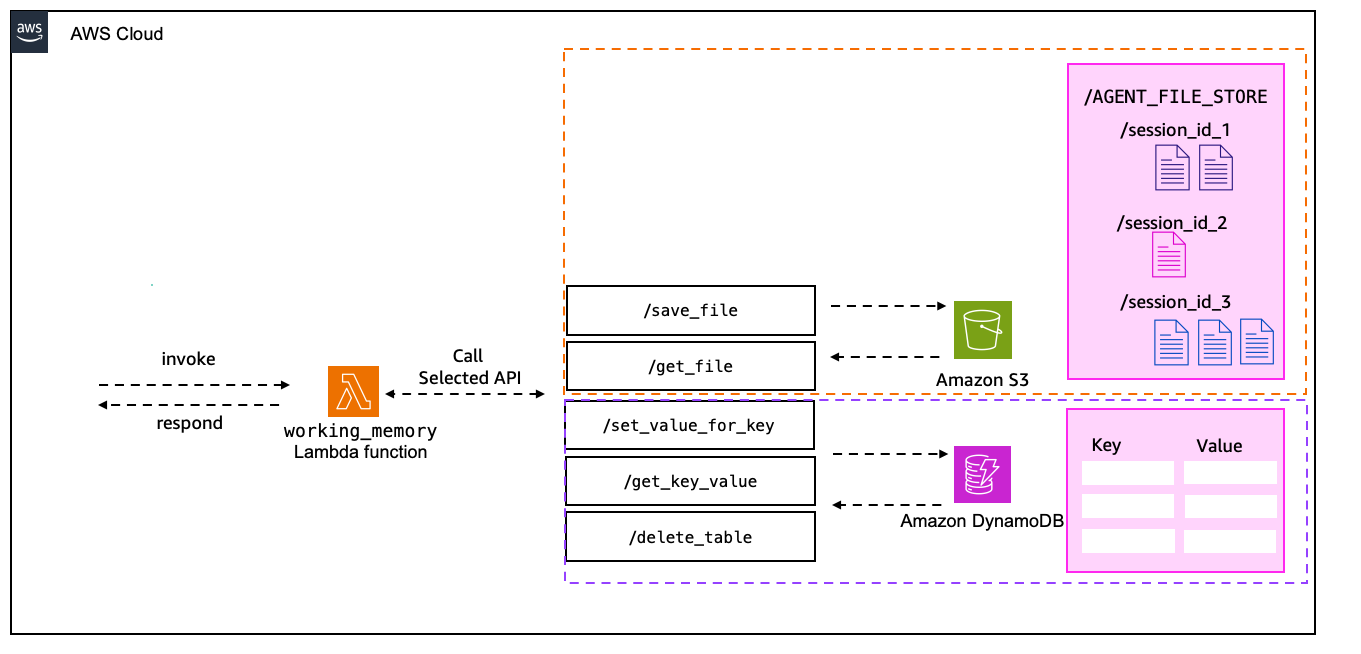 aws
AWS Cloud
invoke
respond
working_memory
Lambda function
Call
Selected API
/save_file
/get_file
/set_value_for_key
/get_key_value
/delete_table
Amazon S3
Amazon DynamoDB
/AGENT_FILE_STORE
/session_id_1
/session_id_2
/session_id_3
Key
Value